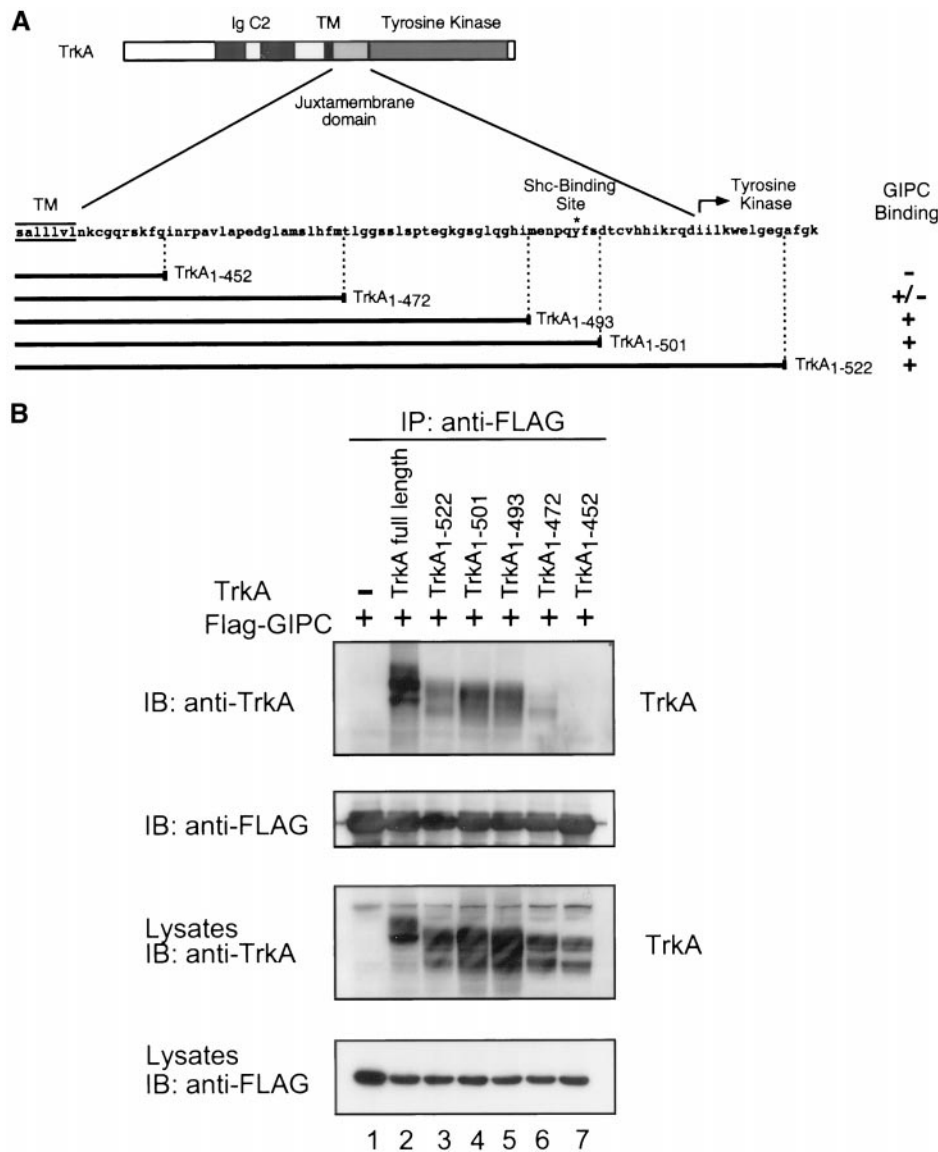 A
Ig C2 TM Tyrosine Kinase
TrkA
Juxtamembrane
domain
Shc-Binding
Site
Tyrosine
Kinase
GIPC
Binding
TM
*
salllvlnkcgqrskfqinrpavlapedglamslhfmtlggsslsptegkgsglqghimenpqyfsdtcvhhikrqdiilkwelgegafgk
TrkA1-452 -
TrkA1-472 +/-
TrkA1-493 +
TrkA1-501 +
TrkA1-522 +
B
IP: anti-FLAG
TrkA - TrkA full length TrkA1-522 TrkA1-501 TrkA1-493 TrkA1-472 TrkA1-452
Flag-GIPC + + + + + + +
IB: anti-TrkA TrkA
IB: anti-FLAG
Lysates
IB: anti-TrkA TrkA
Lysates
IB: anti-FLAG
1 2 3 4 5 6 7